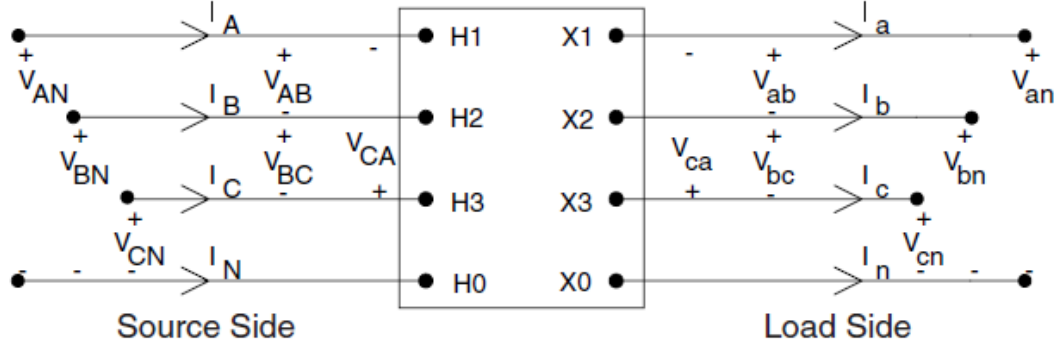 I A H1 X1 I a
+ + - - + +
V AN V AB V ab V an
I B H2 X2 I b
+ - + V CA - + +
V BN V BC V ca V bc V bn
I C H3 X3 I c
+ - + + - +
V CN V cn
- - - I N H0 X0 I n - - -
Source Side Load Side